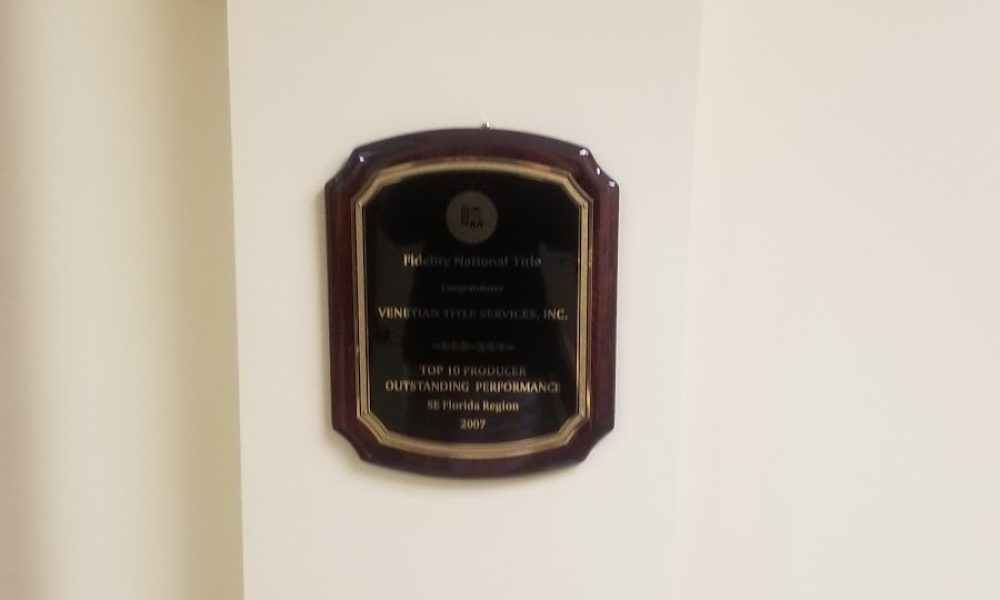 Fidelity National Title
Congratulates
VENETIAN TITLE SERVICES, INC.
TOP 10 PRODUCER
OUTSTANDING PERFORMANCE
SE Florida Region
2007